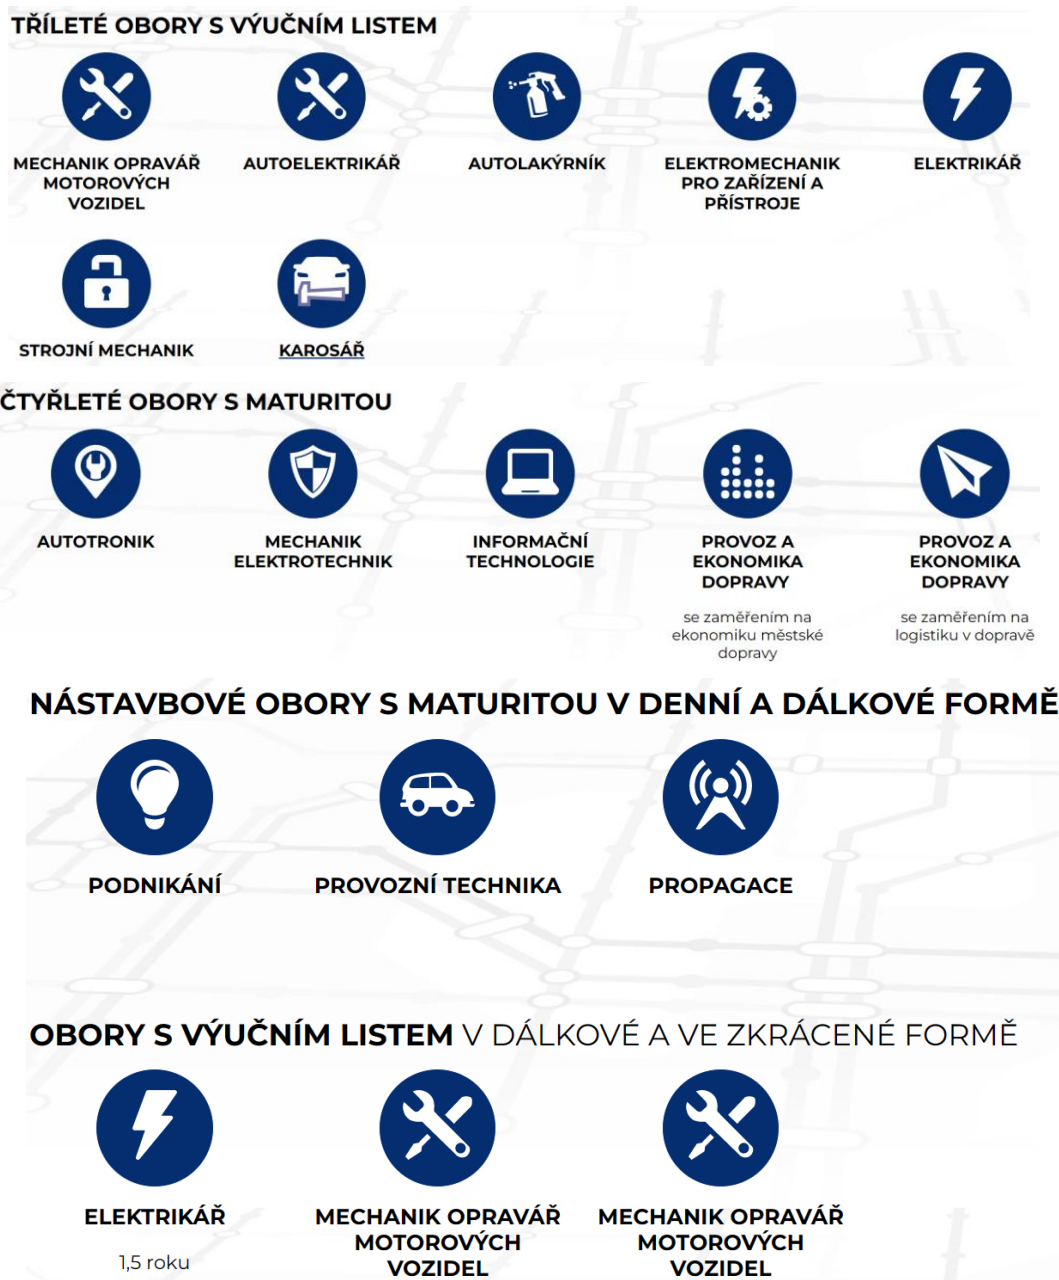 TŘÍLETÉ OBORY S VÝUČNÍM LISTEM
MECHANIK OPRAVÁŘ
MOTOROVÝCH
VOZIDEL
AUTOELEKTRIKÁŘ
AUTOLAKÝRNÍK
ELEKTROMECHANIK
PRO ZAŘÍZENÍ A
PŘÍSTROJE
ELEKTRIKÁŘ
STROJNÍ MECHANIK
KAROSÁŘ
ČTYŘLETÉ OBORY S MATURITOU
AUTOTRONIK
MECHANIK
ELEKTROTECHNIK
INFORMAČNÍ
TECHNOLOGIE
PROVOZ A
EKONOMIKA
DOPRAVY
se zaměřením na
ekonomiku městské
dopravy
PROVOZ A
EKONOMIKA
DOPRAVY
se zaměřením na
logistiku v dopravě
NÁSTAVBOVÉ OBORY S MATURITOU V DENNÍ A DÁLKOVÉ FORMĚ
PODNIKÁNÍ
PROVOZNÍ TECHNIKA
PROPAGACE
OBORY S VÝUČNÍM LISTEM V DÁLKOVÉ A VE ZKRÁCENÉ FORMĚ
ELEKTRIKÁŘ
1,5 roku
MECHANIK OPRAVÁŘ
MOTOROVÝCH
VOZIDEL
MECHANIK OPRAVÁŘ
MOTOROVÝCH
VOZIDEL